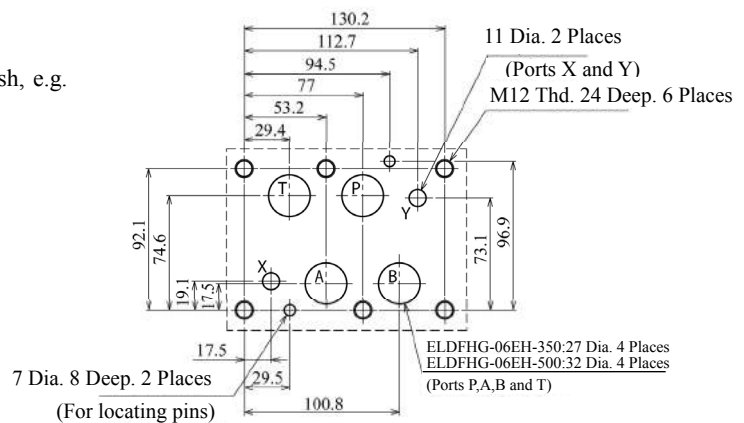 130.2
11 Dia. 2 Places
112.7
(Ports X and Y)
94.5
sh, e.g.
M12 Thd. 24 Deep. 6 Places
77
53.2
29.4
T
P
Y
92.1
74.6
73.1
96.9
X
A
B
19.1
17.5
ELDFHG-06EH-350:27 Dia. 4 Places
17.5
ELDFHG-06EH-500:32 Dia. 4 Places
7 Dia. 8 Deep. 2 Places
29.5
(Ports P,A,B and T)
(For locating pins)
100.8